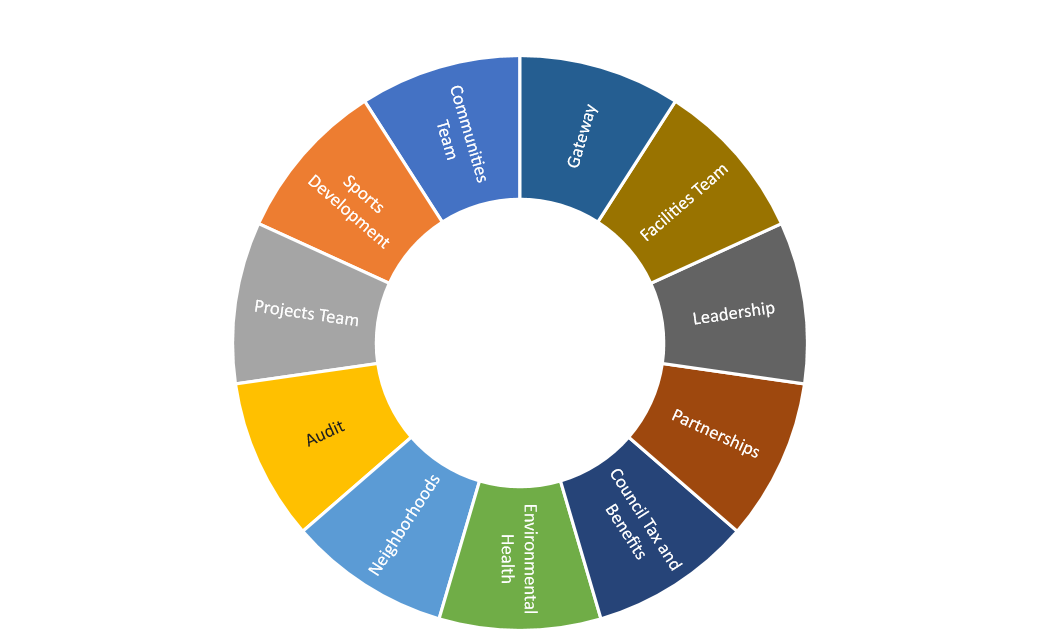 Gateway
Facilities Team
Leadership
Partnerships
Council Tax and
Benefits
Environmental
Health
Neighborhoods
Audit
Projects Team
Sports
Development
Communities
Team